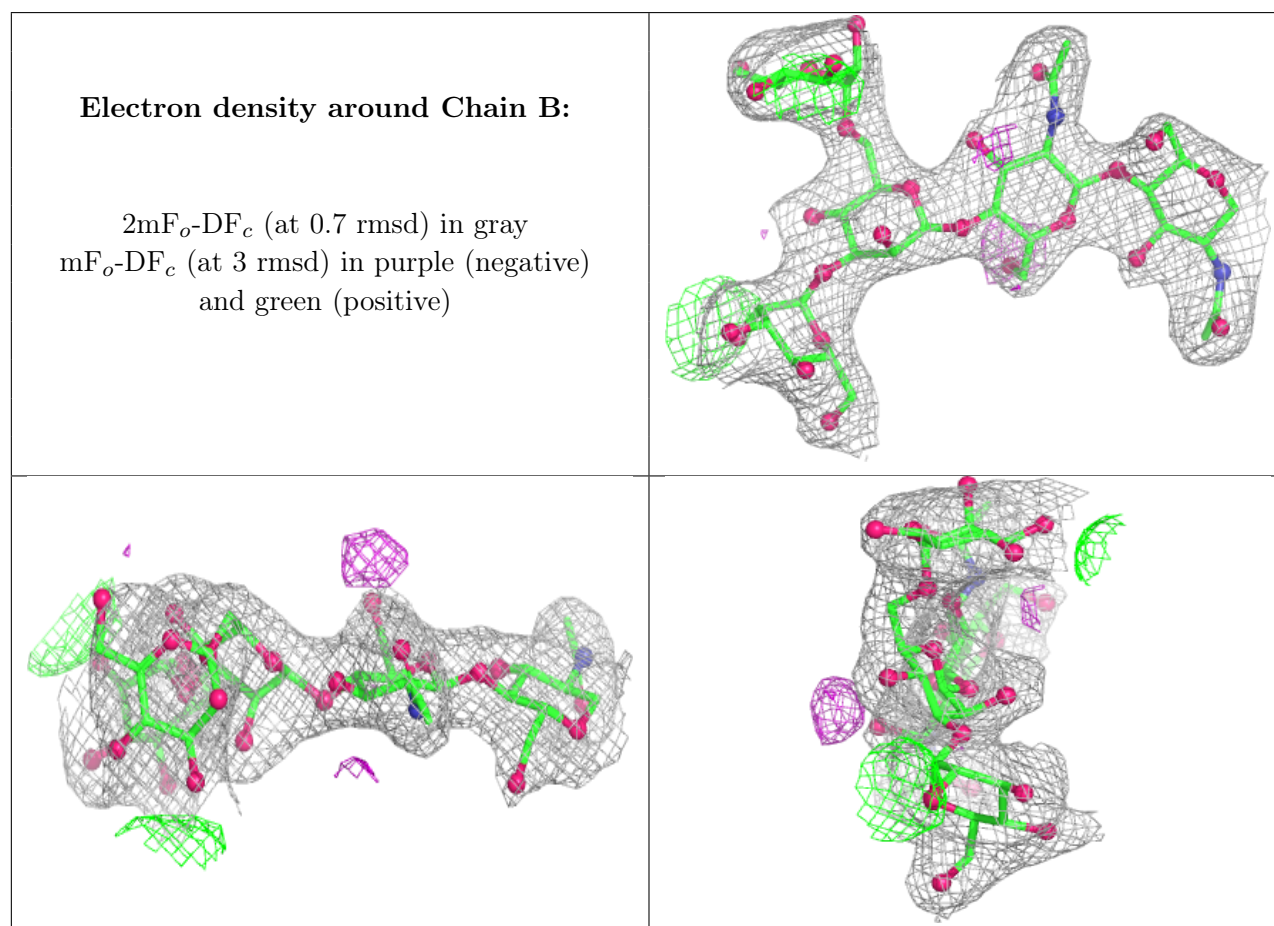 Electron density around Chain B:
2mFo-DFc (at 0.7 rmsd) in gray
mFo-DFc (at 3 rmsd) in purple (negative)
and green (positive)